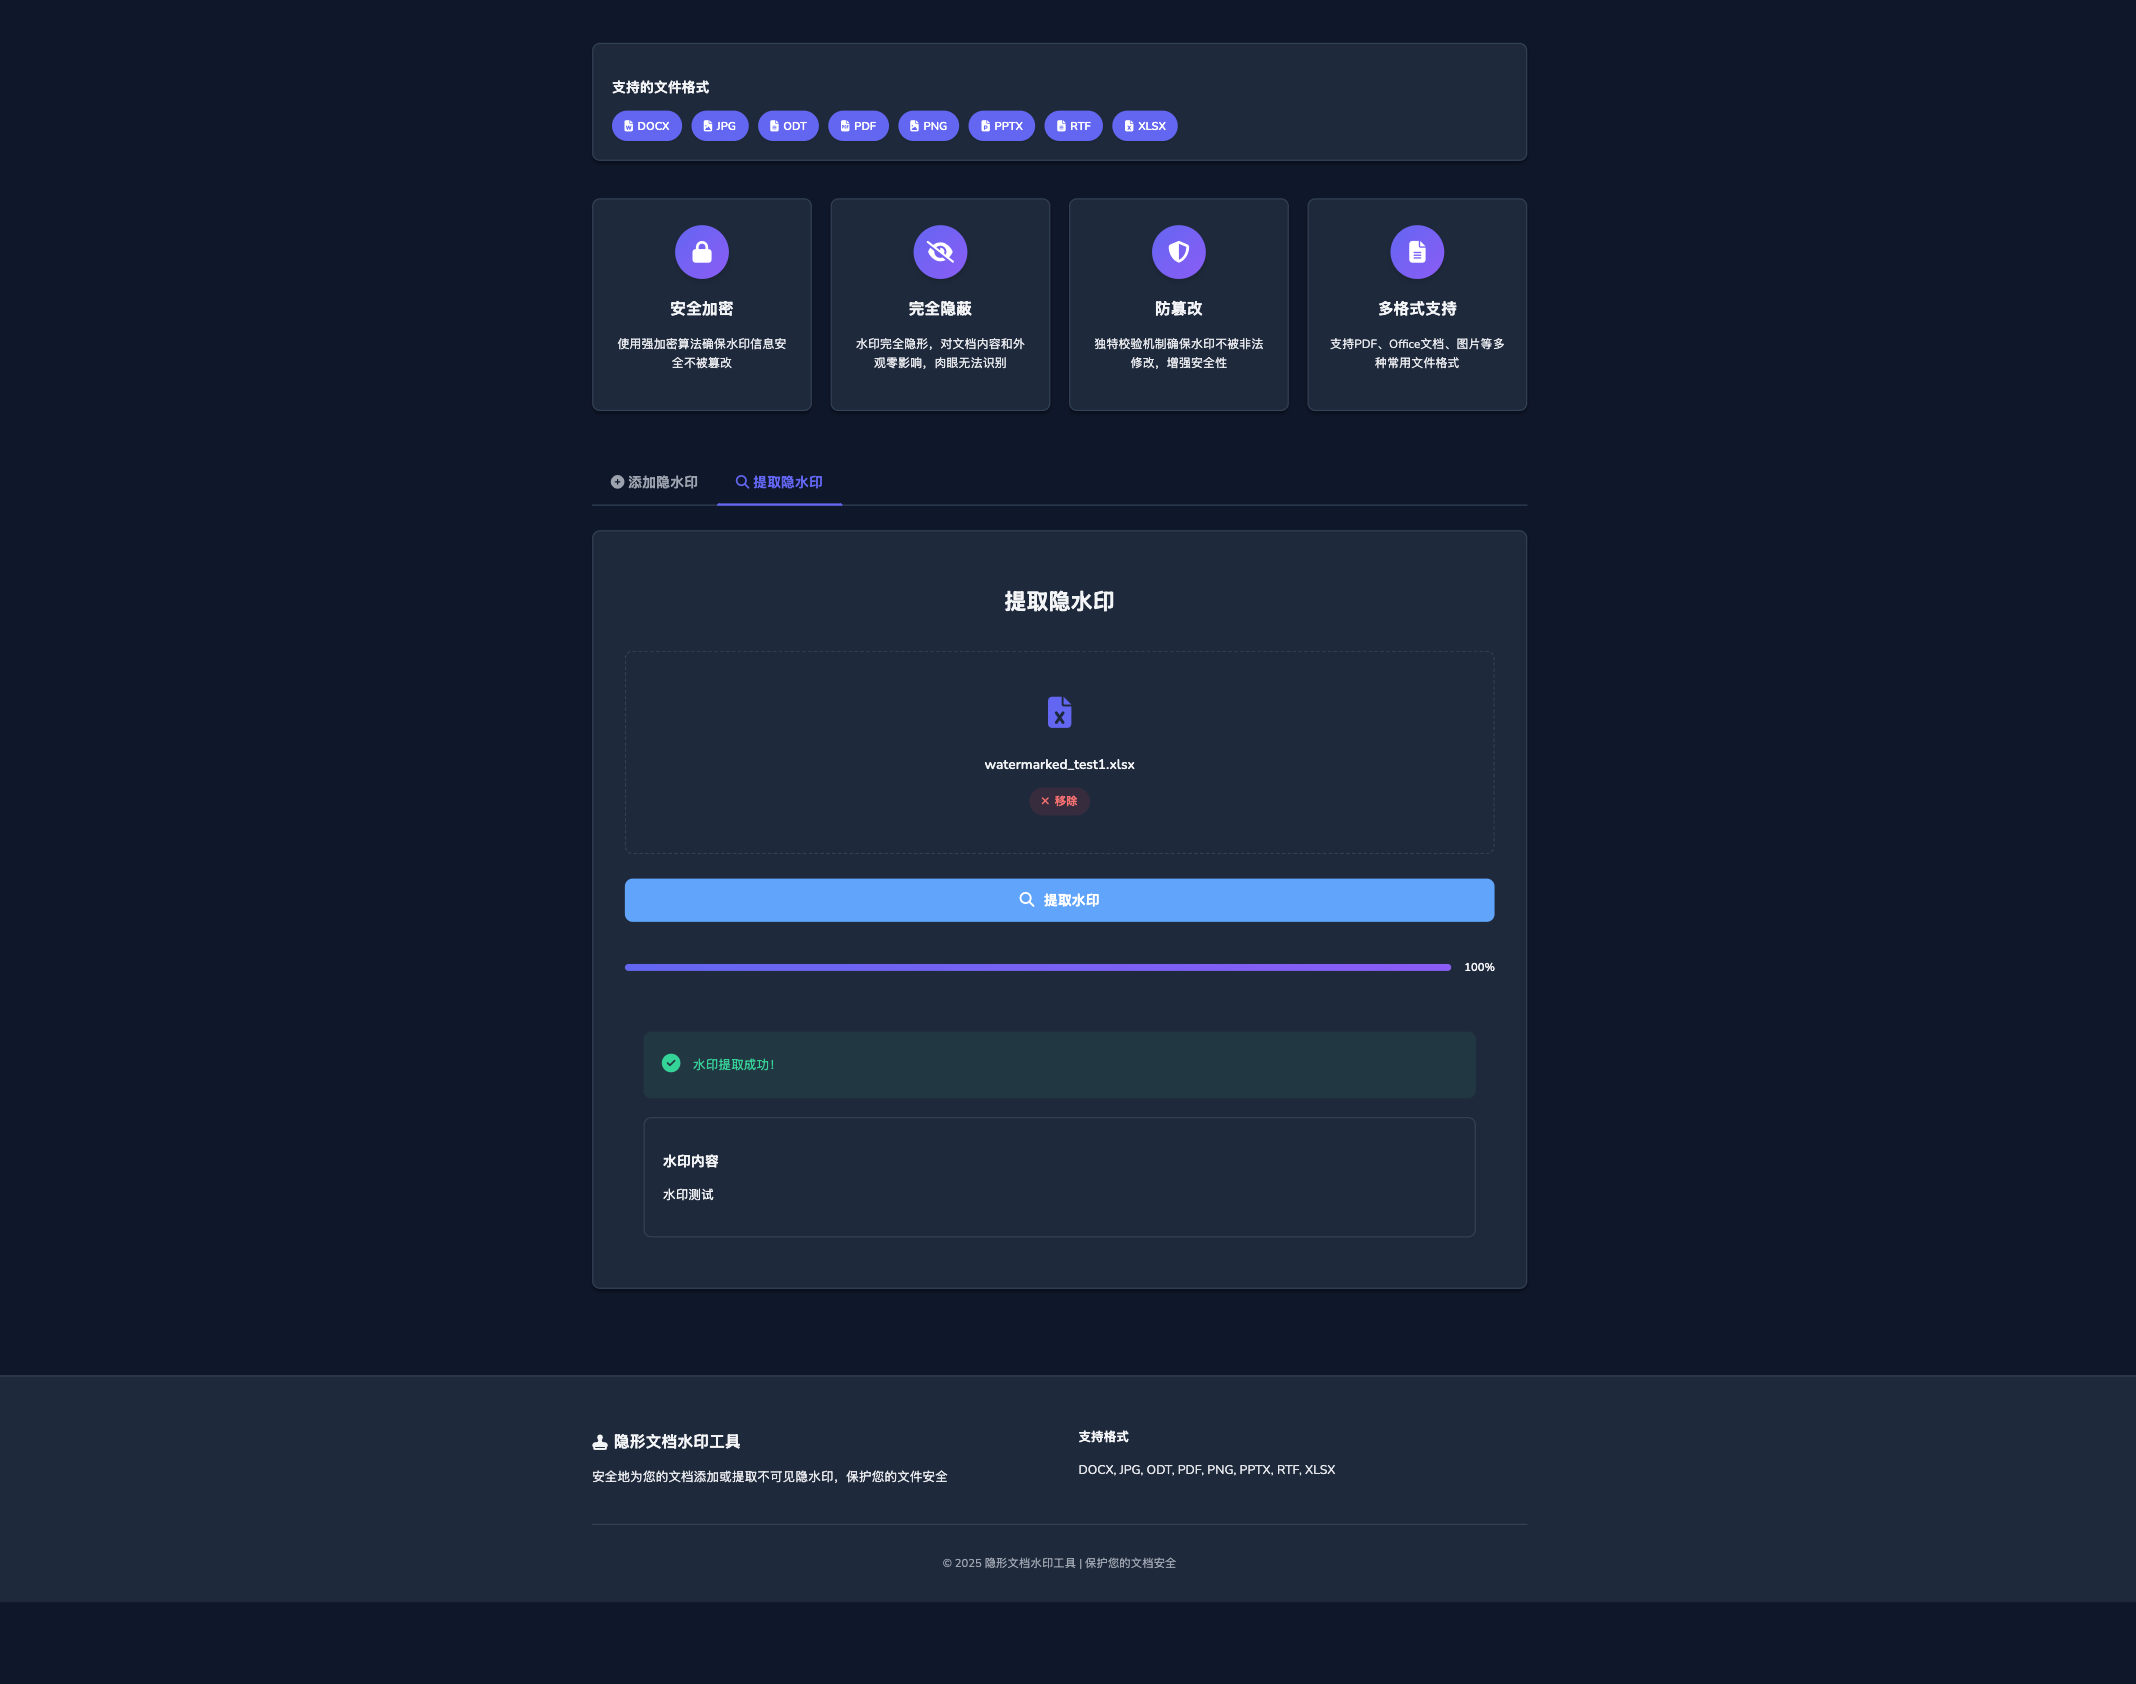 支持的文件格式
DOCX JPG ODT PDF PNG PPTX RTF XLSX
安全加密
使用强加密算法确保水印信息安
全不被篡改
完全隐蔽
水印完全隐形，对文档内容和外
观零影响，肉眼无法识别
防篡改
独特校验机制确保水印不被非法
修改，增强安全性
多格式支持
支持PDF、Office文档、图片等多
种常用文件格式
添加隐水印 提取隐水印
提取隐水印
watermarked_test1.xlsx
× 移除
提取水印
100%
水印提取成功！
水印内容
水印测试
隐形文档水印工具
安全地为您的文档添加或提取不可见隐水印，保护您的文件安全
支持格式
DOCX, JPG, ODT, PDF, PNG, PPTX, RTF, XLSX
© 2025 隐形文档水印工具 | 保护您的文档安全